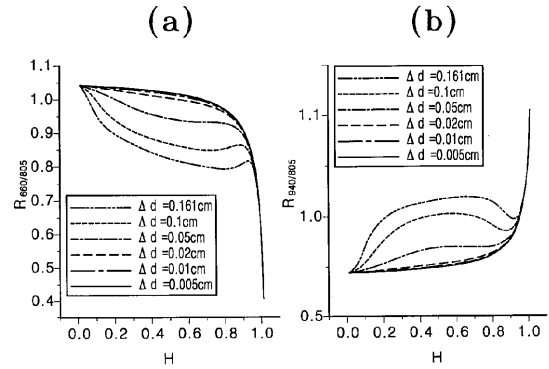 (a)
(b)
1.1
1.0
0.9
0.8
0.7
0.6
0.5
0.4
R660/805
Δ d =0.161cm
Δ d =0.1cm
Δ d =0.05cm
Δ d =0.02cm
Δ d =0.01cm
Δ d =0.005cm
0.0 0.2 0.4 0.6 0.8 1.0
H
Δ d =0.161cm
Δ d =0.1cm
Δ d =0.05cm
Δ d =0.02cm
Δ d =0.01cm
Δ d =0.005cm
1.1
1.0
0.5
R940/805
0.0 0.2 0.4 0.6 0.8 1.0
H